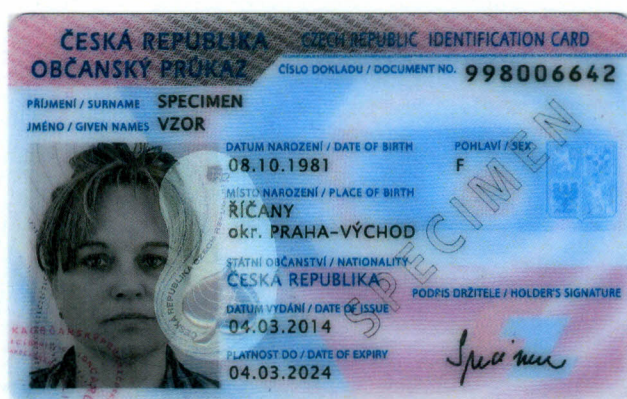 ČESKÁ REPUBLIKA CZECH REPUBLIC IDENTIFICATION CARD
OBČANSKÝ PRŮKAZ ČÍSLO DOKLADU / DOCUMENT NO. 998006642
PŘÍJMENÍ / SURNAME SPECIMEN
JMÉNO / GIVEN NAMES VZOR
DATUM NAROZENÍ / DATE OF BIRTH POHLAVÍ / SEX
08.10.1981 F
MÍSTO NAROZENÍ / PLACE OF BIRTH
ŘÍČANY
okr. PRAHA-VÝCHOD
SPECIMEN
STÁTNÍ OBČANSTVÍ / NATIONALITY
ČESKÁ REPUBLIKA
PODPIS DRŽITELE / HOLDER'S SIGNATURE
DATUM VYDÁNÍ / DATE OF ISSUE
04.03.2014
PLATNOST DO / DATE OF EXPIRY
04.03.2024
Specimen